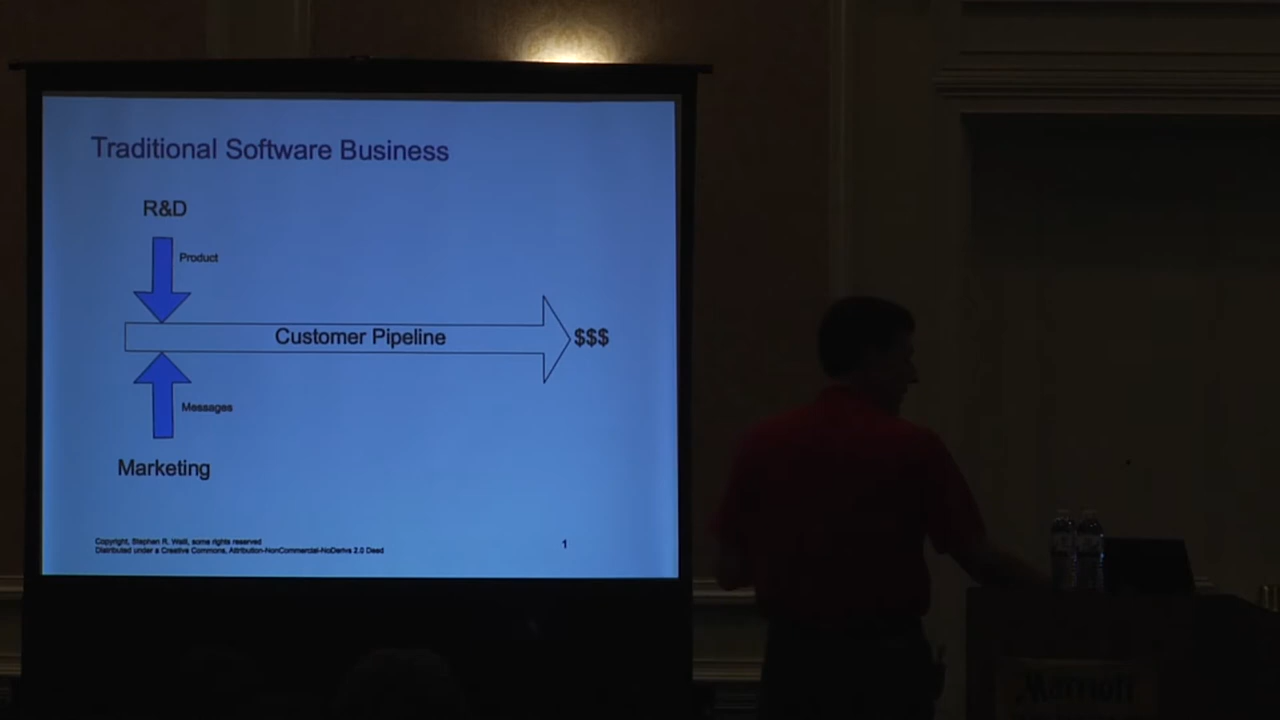 Traditional Software Business
R&D
Product
Customer Pipeline
$$$
Messages
Marketing
Copyright, Stephen R. Walli, some rights reserved
Distributed under a Creative Commons, Attribution-NonCommercial-NoDerivs 2.0 Deed
1
Marriott